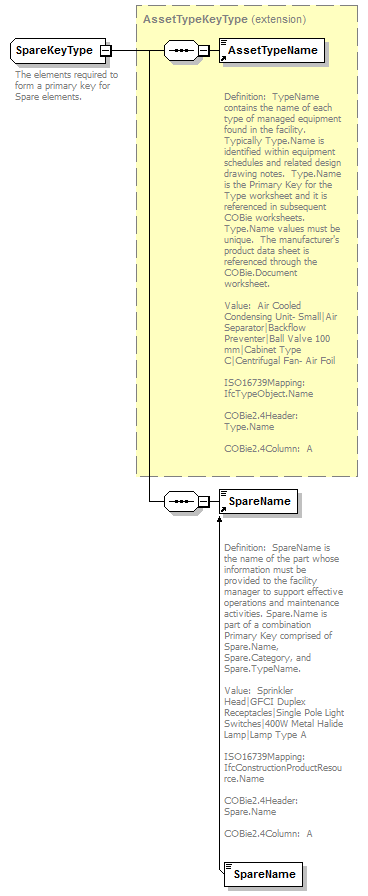 AssetTypeKeyType (extension)
SpareKeyType
The elements required to
form a primary key for
Spare elements.
AssetTypeName
Definition:  TypeName
contains the name of each
type of managed equipment
found in the facility.
Typically Type.Name is
identified within equipment
schedules and related design
drawing notes.  Type.Name
is the Primary Key for the
Type worksheet and it is
referenced in subsequent
COBie worksheets.
Type.Name values must be
unique.  The manufacturer's
product data sheet is
referenced through the
COBie.Document
worksheet.
Value:  Air Cooled
Condensing Unit- Small|Air
Separator|Backflow
Preventer|Ball Valve 100
mm|Cabinet Type
C|Centrifugal Fan- Air Foil
ISO16739Mapping:
IfcTypeObject.Name
COBie2.4Header:
Type.Name
COBie2.4Column:  A
SpareName
Definition:  SpareName is
the name of the part whose
information must be
provided to the facility
manager to support effective
operations and maintenance
activities. Spare.Name is
part of a combination
Primary Key comprised of
Spare.Name,
Spare.Category, and
Spare.TypeName.
Value:  Sprinkler
Head|GFCI Duplex
Receptacles|Single Pole Light
Switches|400W Metal Halide
Lamp|Lamp Type A
ISO16739Mapping:
IfcConstructionProductResou
rce.Name
COBie2.4Header:
Spare.Name
COBie2.4Column:  A
SpareName